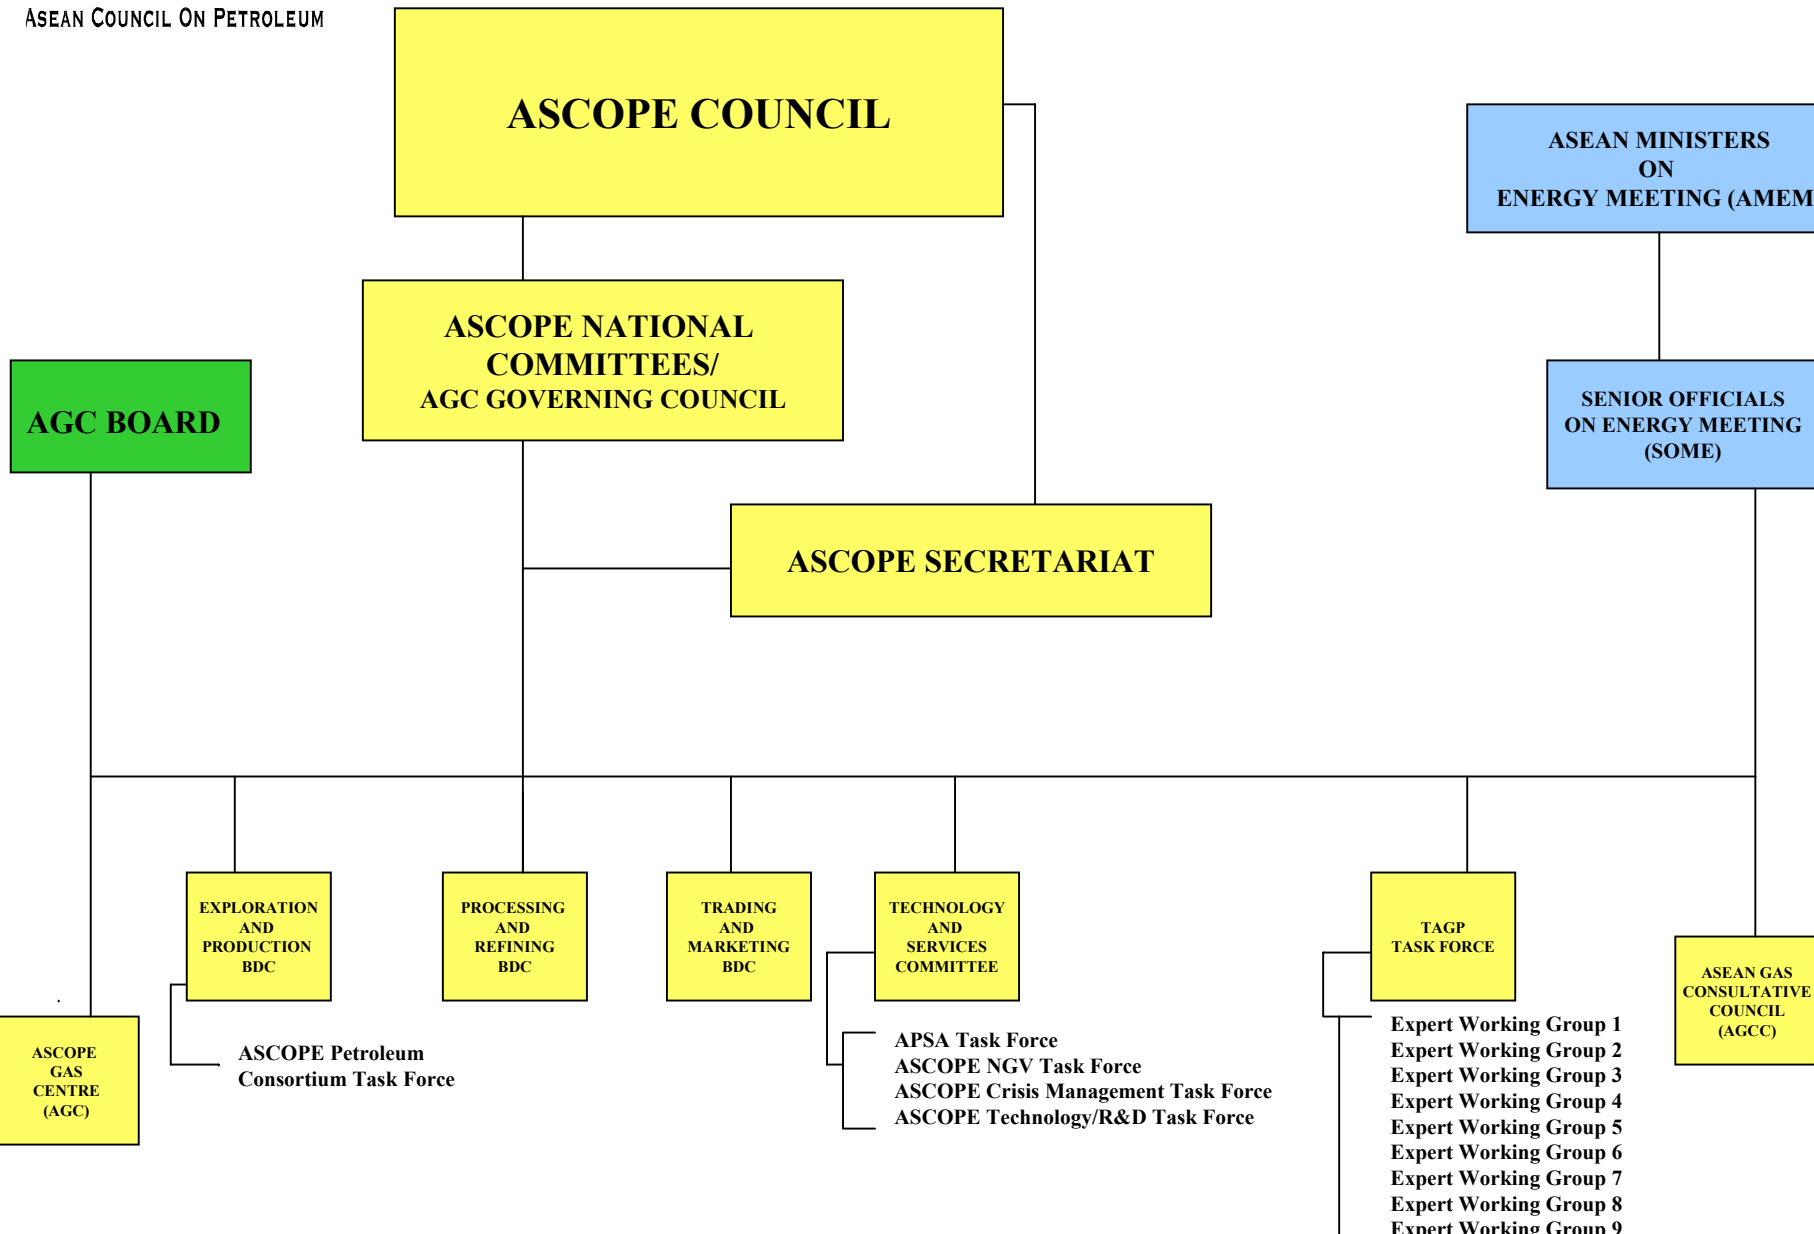 ASEAN COUNCIL ON PETROLEUM
ASCOPE COUNCIL
ASEAN MINISTERS
ON
ENERGY MEETING (AMEM
ASCOPE NATIONAL
COMMITTEES/
AGC GOVERNING COUNCIL
AGC BOARD
SENIOR OFFICIALS
ON ENERGY MEETING
(SOME)
ASCOPE SECRETARIAT
EXPLORATION
AND
PRODUCTION
BDC
PROCESSING
AND
REFINING
BDC
TRADING
AND
MARKETING
BDC
TECHNOLOGY
AND
SERVICES
COMMITTEE
TAGP
TASK FORCE
ASEAN GAS
CONSULTATIVE
COUNCIL
(AGCC)
ASCOPE
GAS
CENTRE
(AGC)
ASCOPE Petroleum
Consortium Task Force
APSA Task Force
ASCOPE NGV Task Force
ASCOPE Crisis Management Task Force
ASCOPE Technology/R&D Task Force
Expert Working Group 1
Expert Working Group 2
Expert Working Group 3
Expert Working Group 4
Expert Working Group 5
Expert Working Group 6
Expert Working Group 7
Expert Working Group 8
Expert Working Group 9